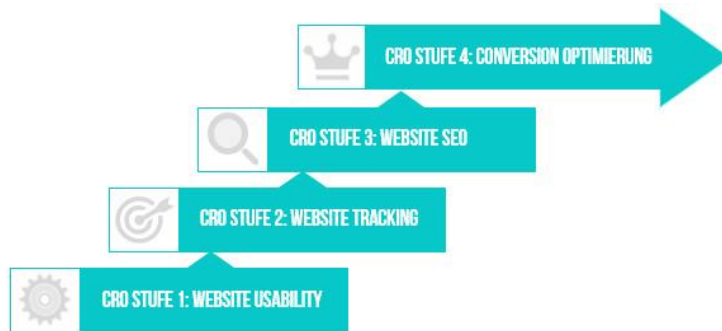 CRO STUFE 4: CONVERSION OPTIMIERUNG
CRO STUFE 3: WEBSITE SEO
CRO STUFE 2: WEBSITE TRACKING
CRO STUFE 1: WEBSITE USABILITY